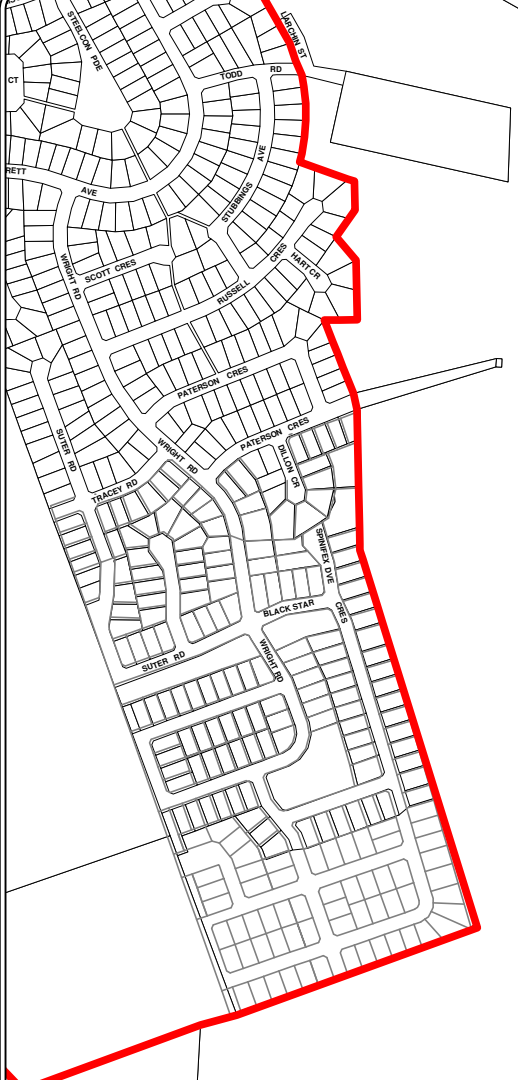 STEELCON PDE
LARCHIN ST
TODD RD
CT
RETT AVE
STUBBINGS AVE
SCOTT CRES
WRIGHT RD
RUSSELL CRES
HART CR
PATERSON CRES
PATERSON CRES
SUTER RD
WRIGHT RD
DILLON CR
TRACEY RD
SPINIFEX DVE
BLACK STAR CRES
SUTER RD
WRIGHT RD